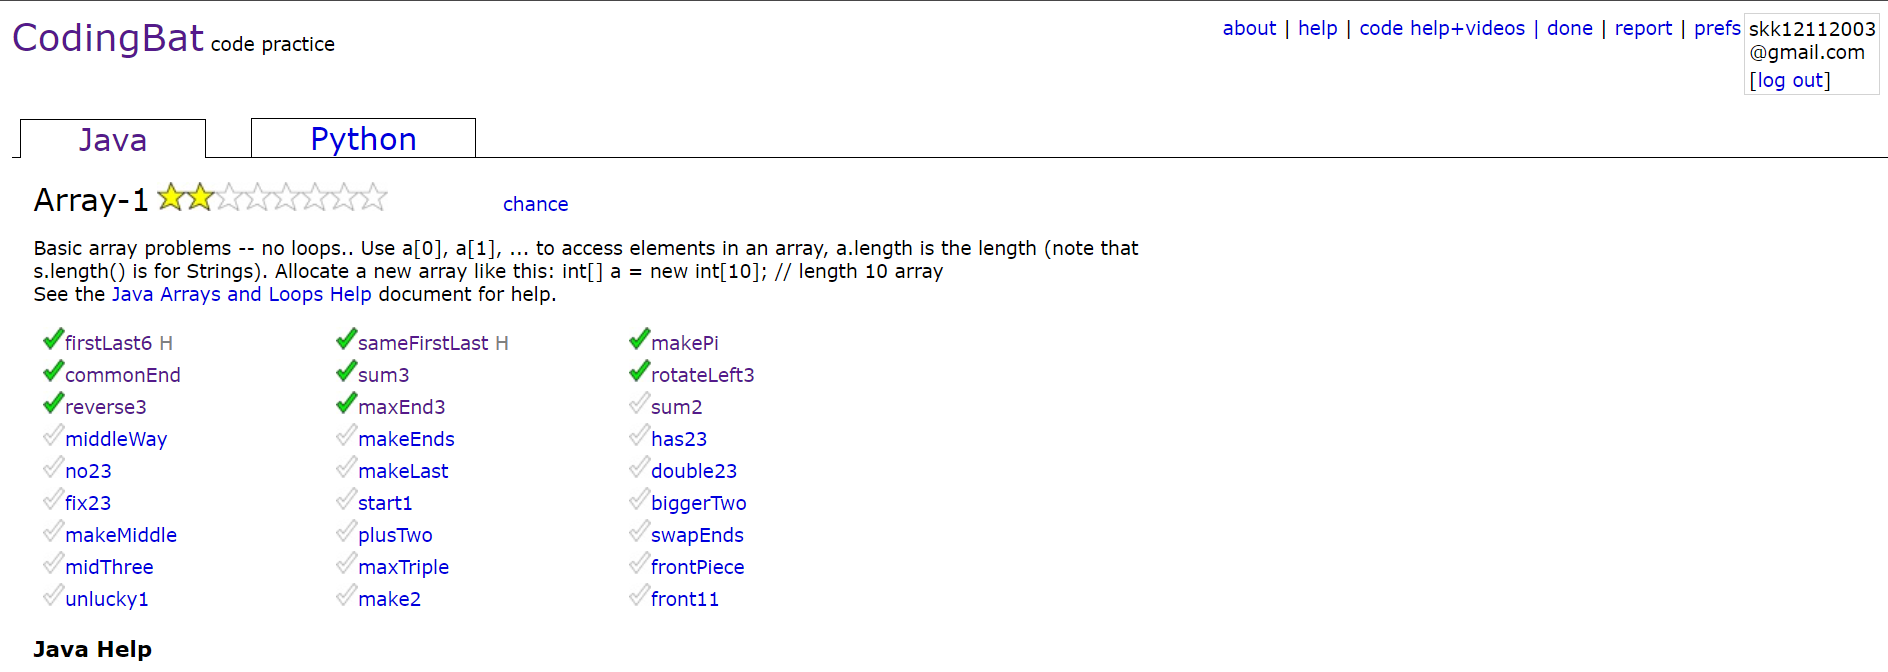 CodingBat code practice
about | help | code help+videos | done | report | prefs
skk12112003
@gmail.com
[log out]
Java
Python
Array-1
chance
Basic array problems -- no loops.. Use a[0], a[1], ... to access elements in an array, a.length is the length (note that
s.length() is for Strings). Allocate a new array like this: int[] a = new int[10]; // length 10 array
See the Java Arrays and Loops Help document for help.
firstLast6 H sameFirstLast H makePi
commonEnd sum3 rotateLeft3
reverse3 maxEnd3 sum2
middleWay makeEnds has23
no23 makeLast double23
fix23 start1 biggerTwo
makeMiddle plusTwo swapEnds
midThree maxTriple frontPiece
unlucky1 make2 front11
Java Help